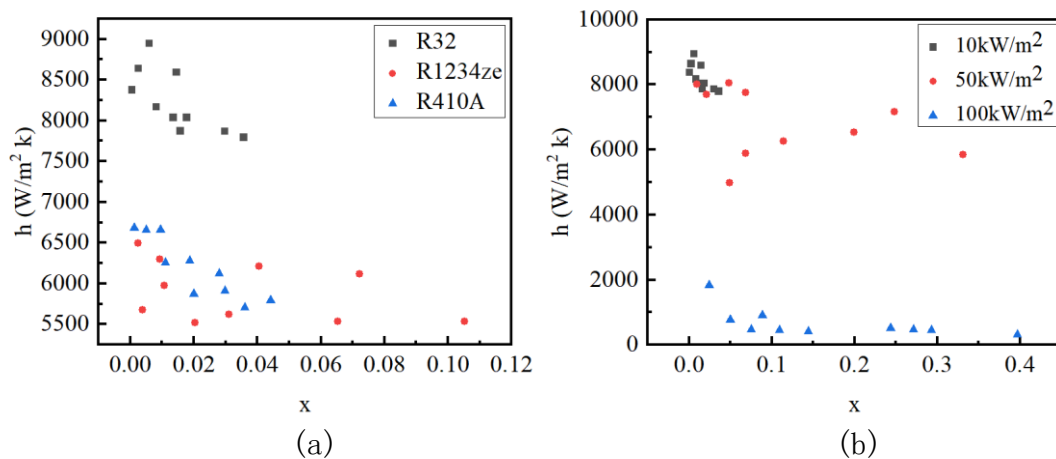 9000
8500
8000
7500
7000
6500
6000
5500
h (W/m² k)
0.00 0.02 0.04 0.06 0.08 0.10 0.12
x
R32
R1234ze
R410A
(a)
10000
8000
6000
4000
2000
0
h (W/m² k)
0.0 0.1 0.2 0.3 0.4
x
10kW/m²
50kW/m²
100kW/m²
(b)